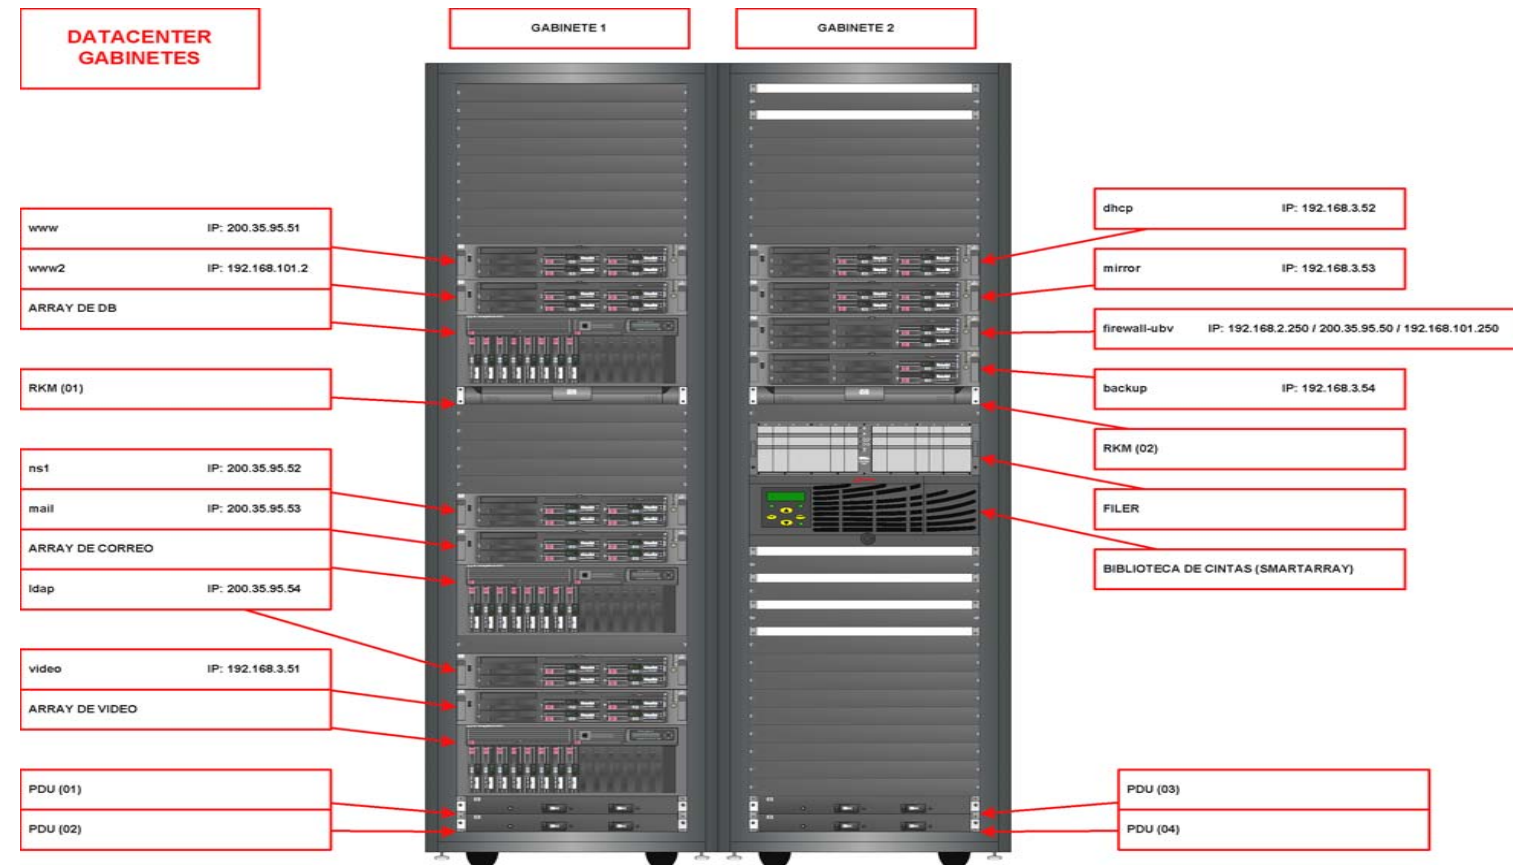 DATACENTER
GABINETES
GABINETE 1
GABINETE 2
www IP: 200.35.95.51
www2 IP: 192.168.101.2
ARRAY DE DB
RKM (01)
ns1 IP: 200.35.95.52
mail IP: 200.35.95.53
ARRAY DE CORREO
ldap IP: 200.35.95.54
video IP: 192.168.3.51
ARRAY DE VIDEO
PDU (01)
PDU (02)
dhcp IP: 192.168.3.52
mirror IP: 192.168.3.53
firewall-ubv IP: 192.168.2.250 / 200.35.95.50 / 192.168.101.250
backup IP: 192.168.3.54
RKM (02)
FILER
BIBLIOTECA DE CINTAS (SMARTARRAY)
PDU (03)
PDU (04)